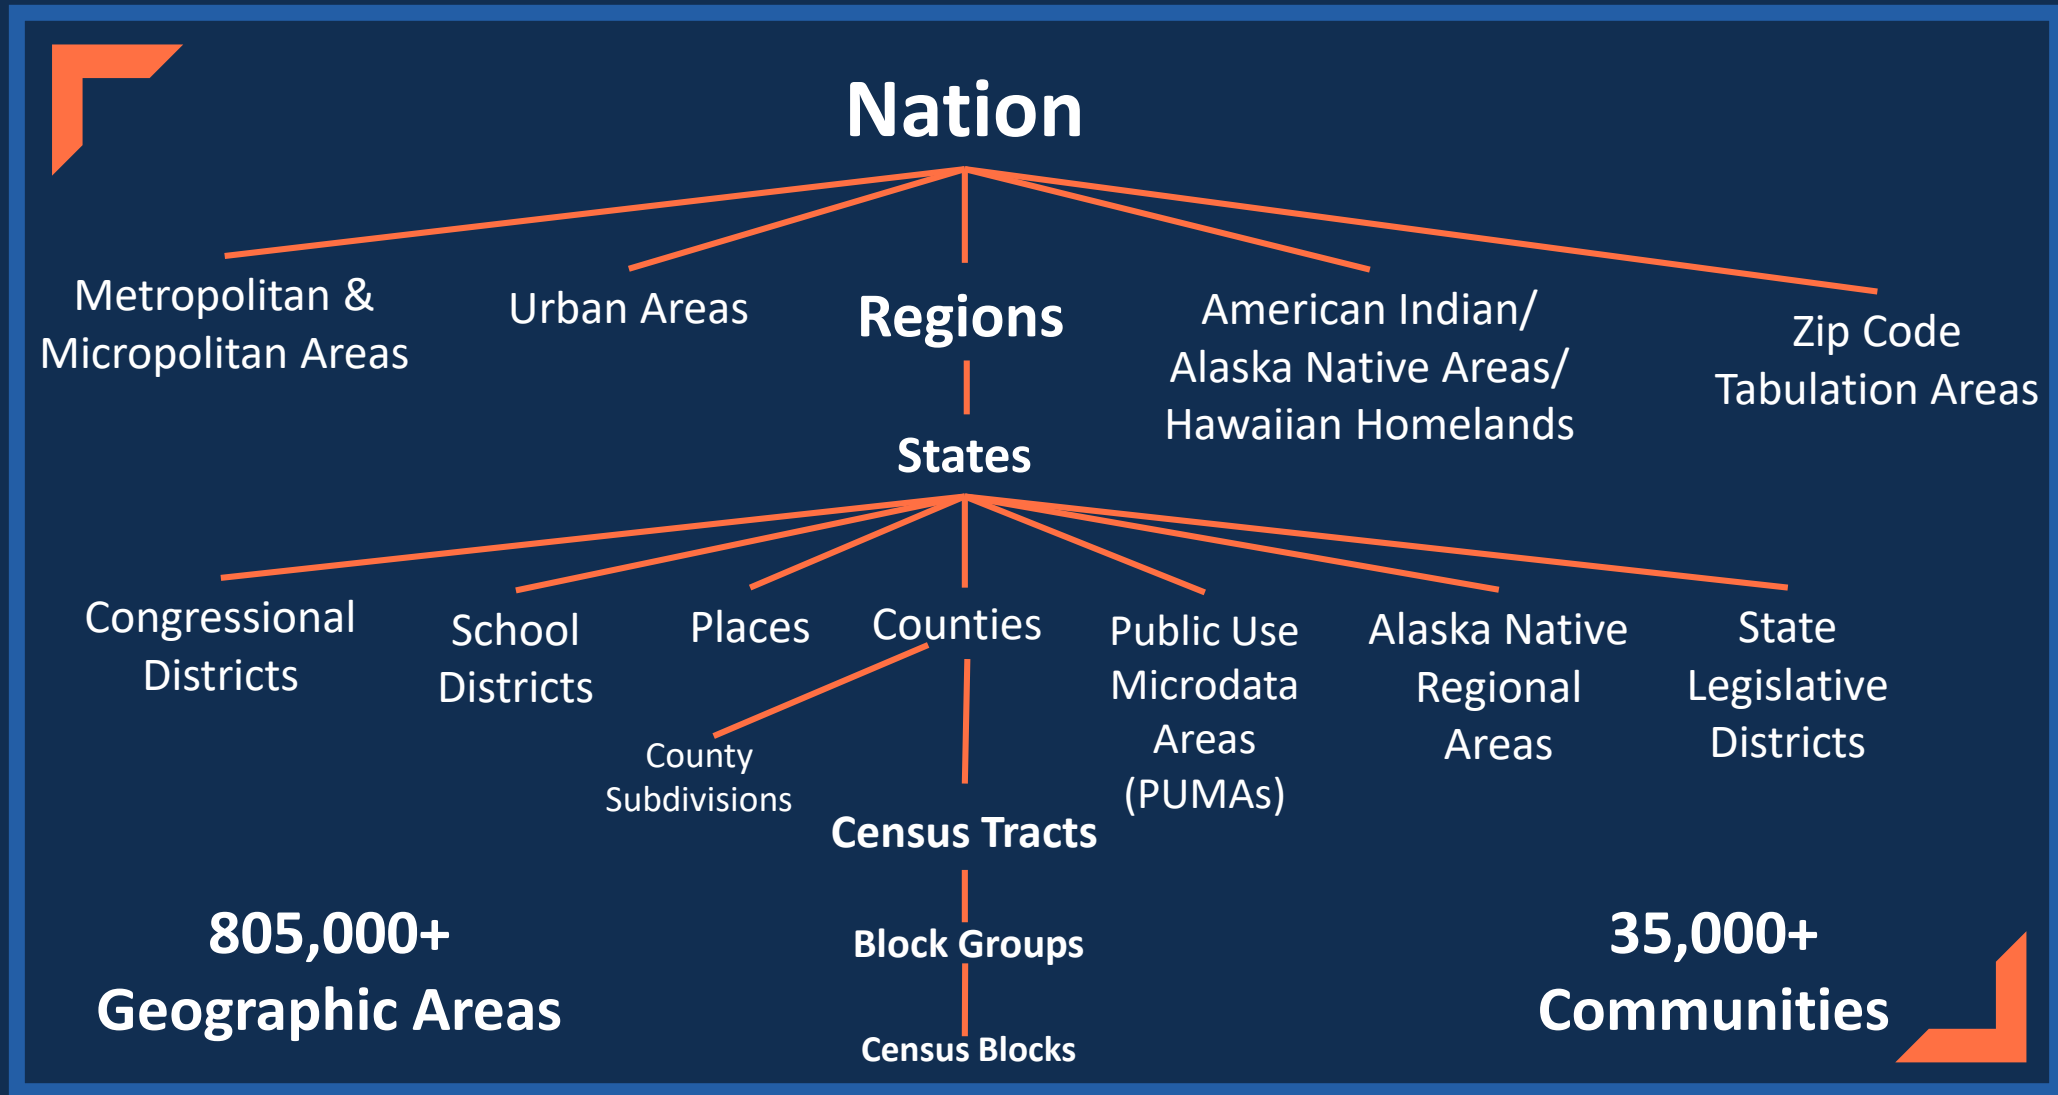 Nation
Metropolitan &
Micropolitan Areas
Urban Areas
Regions
American Indian/
Alaska Native Areas/
Hawaiian Homelands
Zip Code
Tabulation Areas
States
Congressional
Districts
School
Districts
Places
Counties
Public Use
Microdata
Areas
(PUMAs)
Alaska Native
Regional
Areas
State
Legislative
Districts
County
Subdivisions
Census Tracts
Block Groups
Census Blocks
805,000+
Geographic Areas
35,000+
Communities